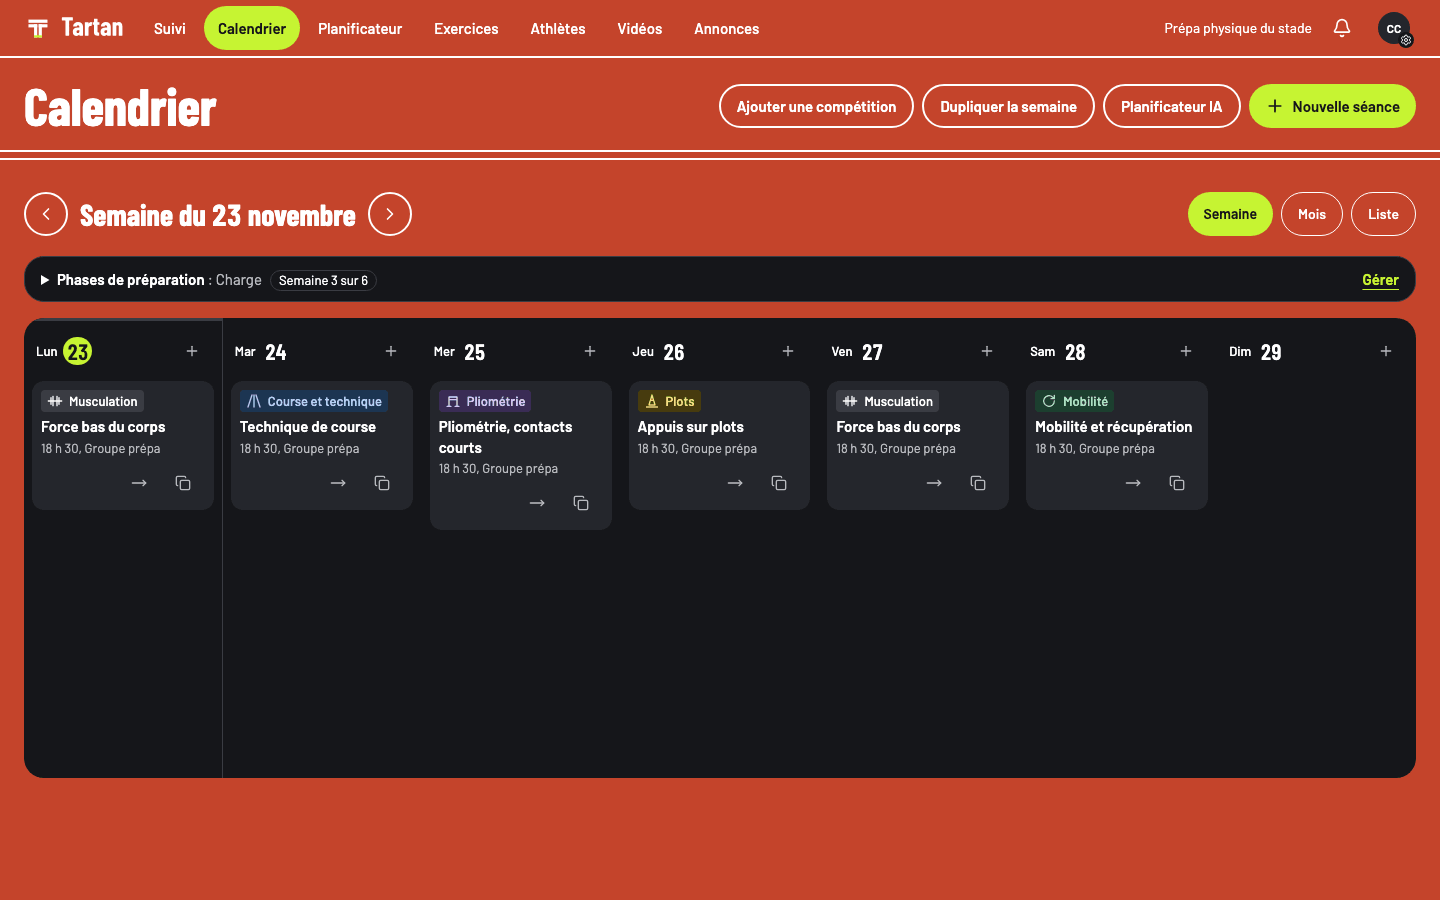 Tartan
Suivi
Calendrier
Planificateur
Exercices
Athlètes
Vidéos
Annonces
Prépa physique du stade
CC
Calendrier
Ajouter une compétition
Dupliquer la semaine
Planificateur IA
Nouvelle séance
Semaine du 23 novembre
Semaine
Mois
Liste
Phases de préparation : Charge
Semaine 3 sur 6
Gérer
Lun 23
Musculation
Force bas du corps
18 h 30, Groupe prépa
Mar 24
Course et technique
Technique de course
18 h 30, Groupe prépa
Mer 25
Pliométrie
Pliométrie, contacts
courts
18 h 30, Groupe prépa
Jeu 26
Plots
Appuis sur plots
18 h 30, Groupe prépa
Ven 27
Musculation
Force bas du corps
18 h 30, Groupe prépa
Sam 28
Mobilité
Mobilité et récupération
18 h 30, Groupe prépa
Dim 29